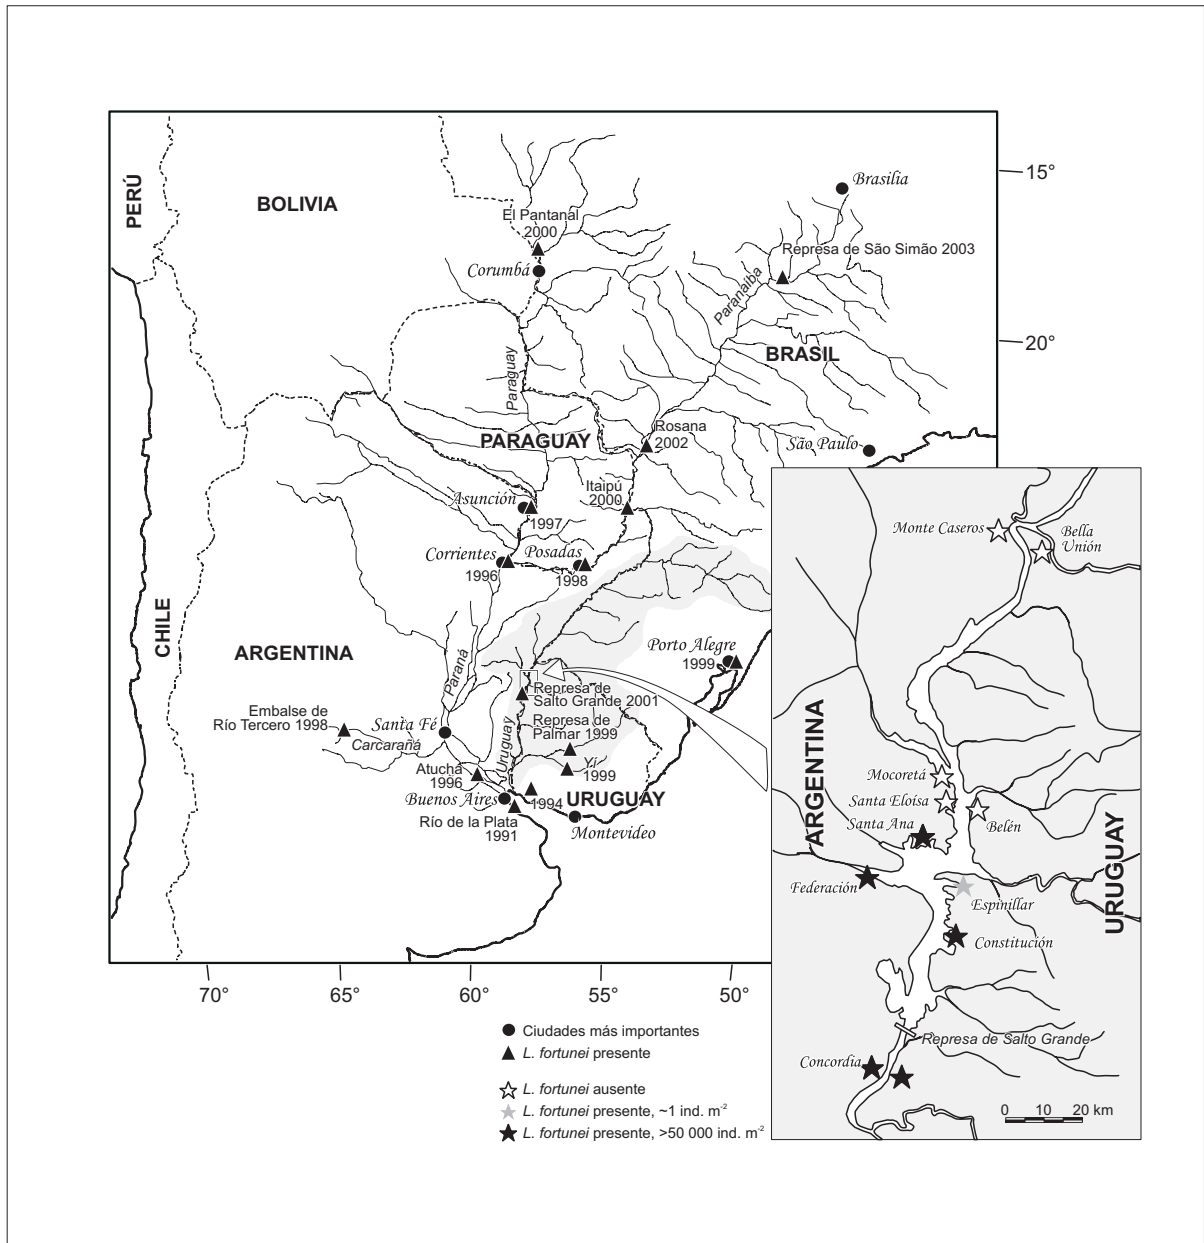 PERÚ
BOLIVIA
CHILE
ARGENTINA
PARAGUAY
BRASIL
URUGUAY
15°
20°
Brasilia
El Pantanál
2000
Corumbá
Represa de São Simão 2003
Paranaíba
Paraguay
Rosana
2002
São Paulo
Itaipú
2000
Asunción
1997
Corrientes
1996
Posadas
1998
Porto Alegre
1999
Paraná
Represa de
Salto Grande 2001
Represa de
Palmar 1999
Embalse de
Río Tercero 1998
Santa Fé
Carcarañá
Uruguay
Yí
1999
Atucha
1996
Buenos Aires
1994
Río de la Plata
1991
Montevideo
70°
65°
60°
55°
50°
Monte Caseros
Bella
Unión
ARGENTINA
Mocoretá
Santa Eloísa
Santa Ana
Belén
Federación
URUGUAY
Espinillar
Constitución
Represa de Salto Grande
Concordia
0 10 20 km
Ciudades más importantes
L. fortunei presente
L. fortunei ausente
L. fortunei presente, ~1 ind. m⁻²
L. fortunei presente, >50 000 ind. m⁻²